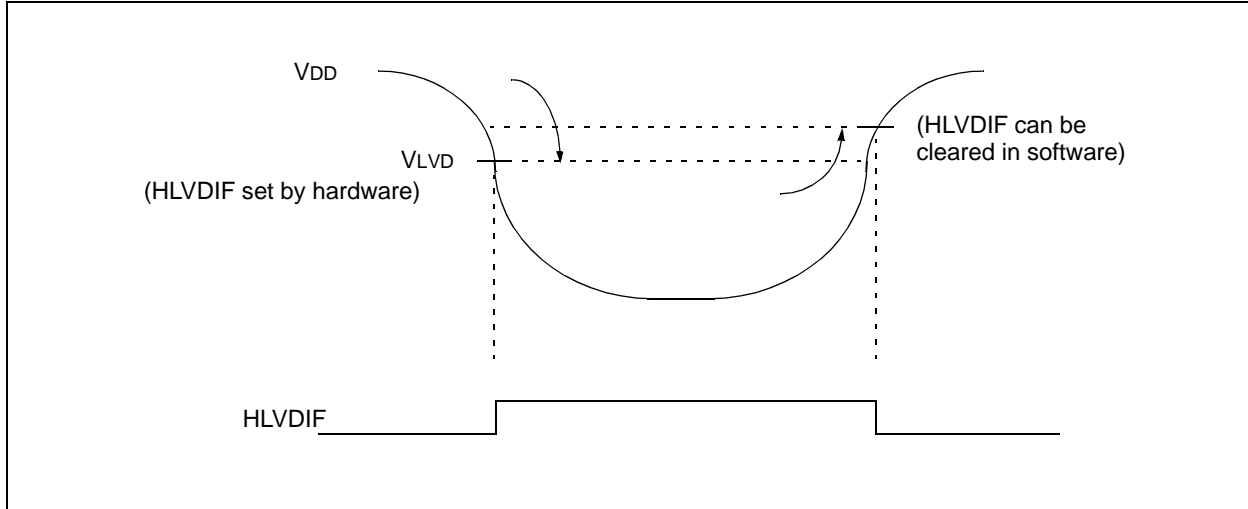 VDD
(HLVDIF can be
cleared in software)
VLVD
(HLVDIF set by hardware)
HLVDIF